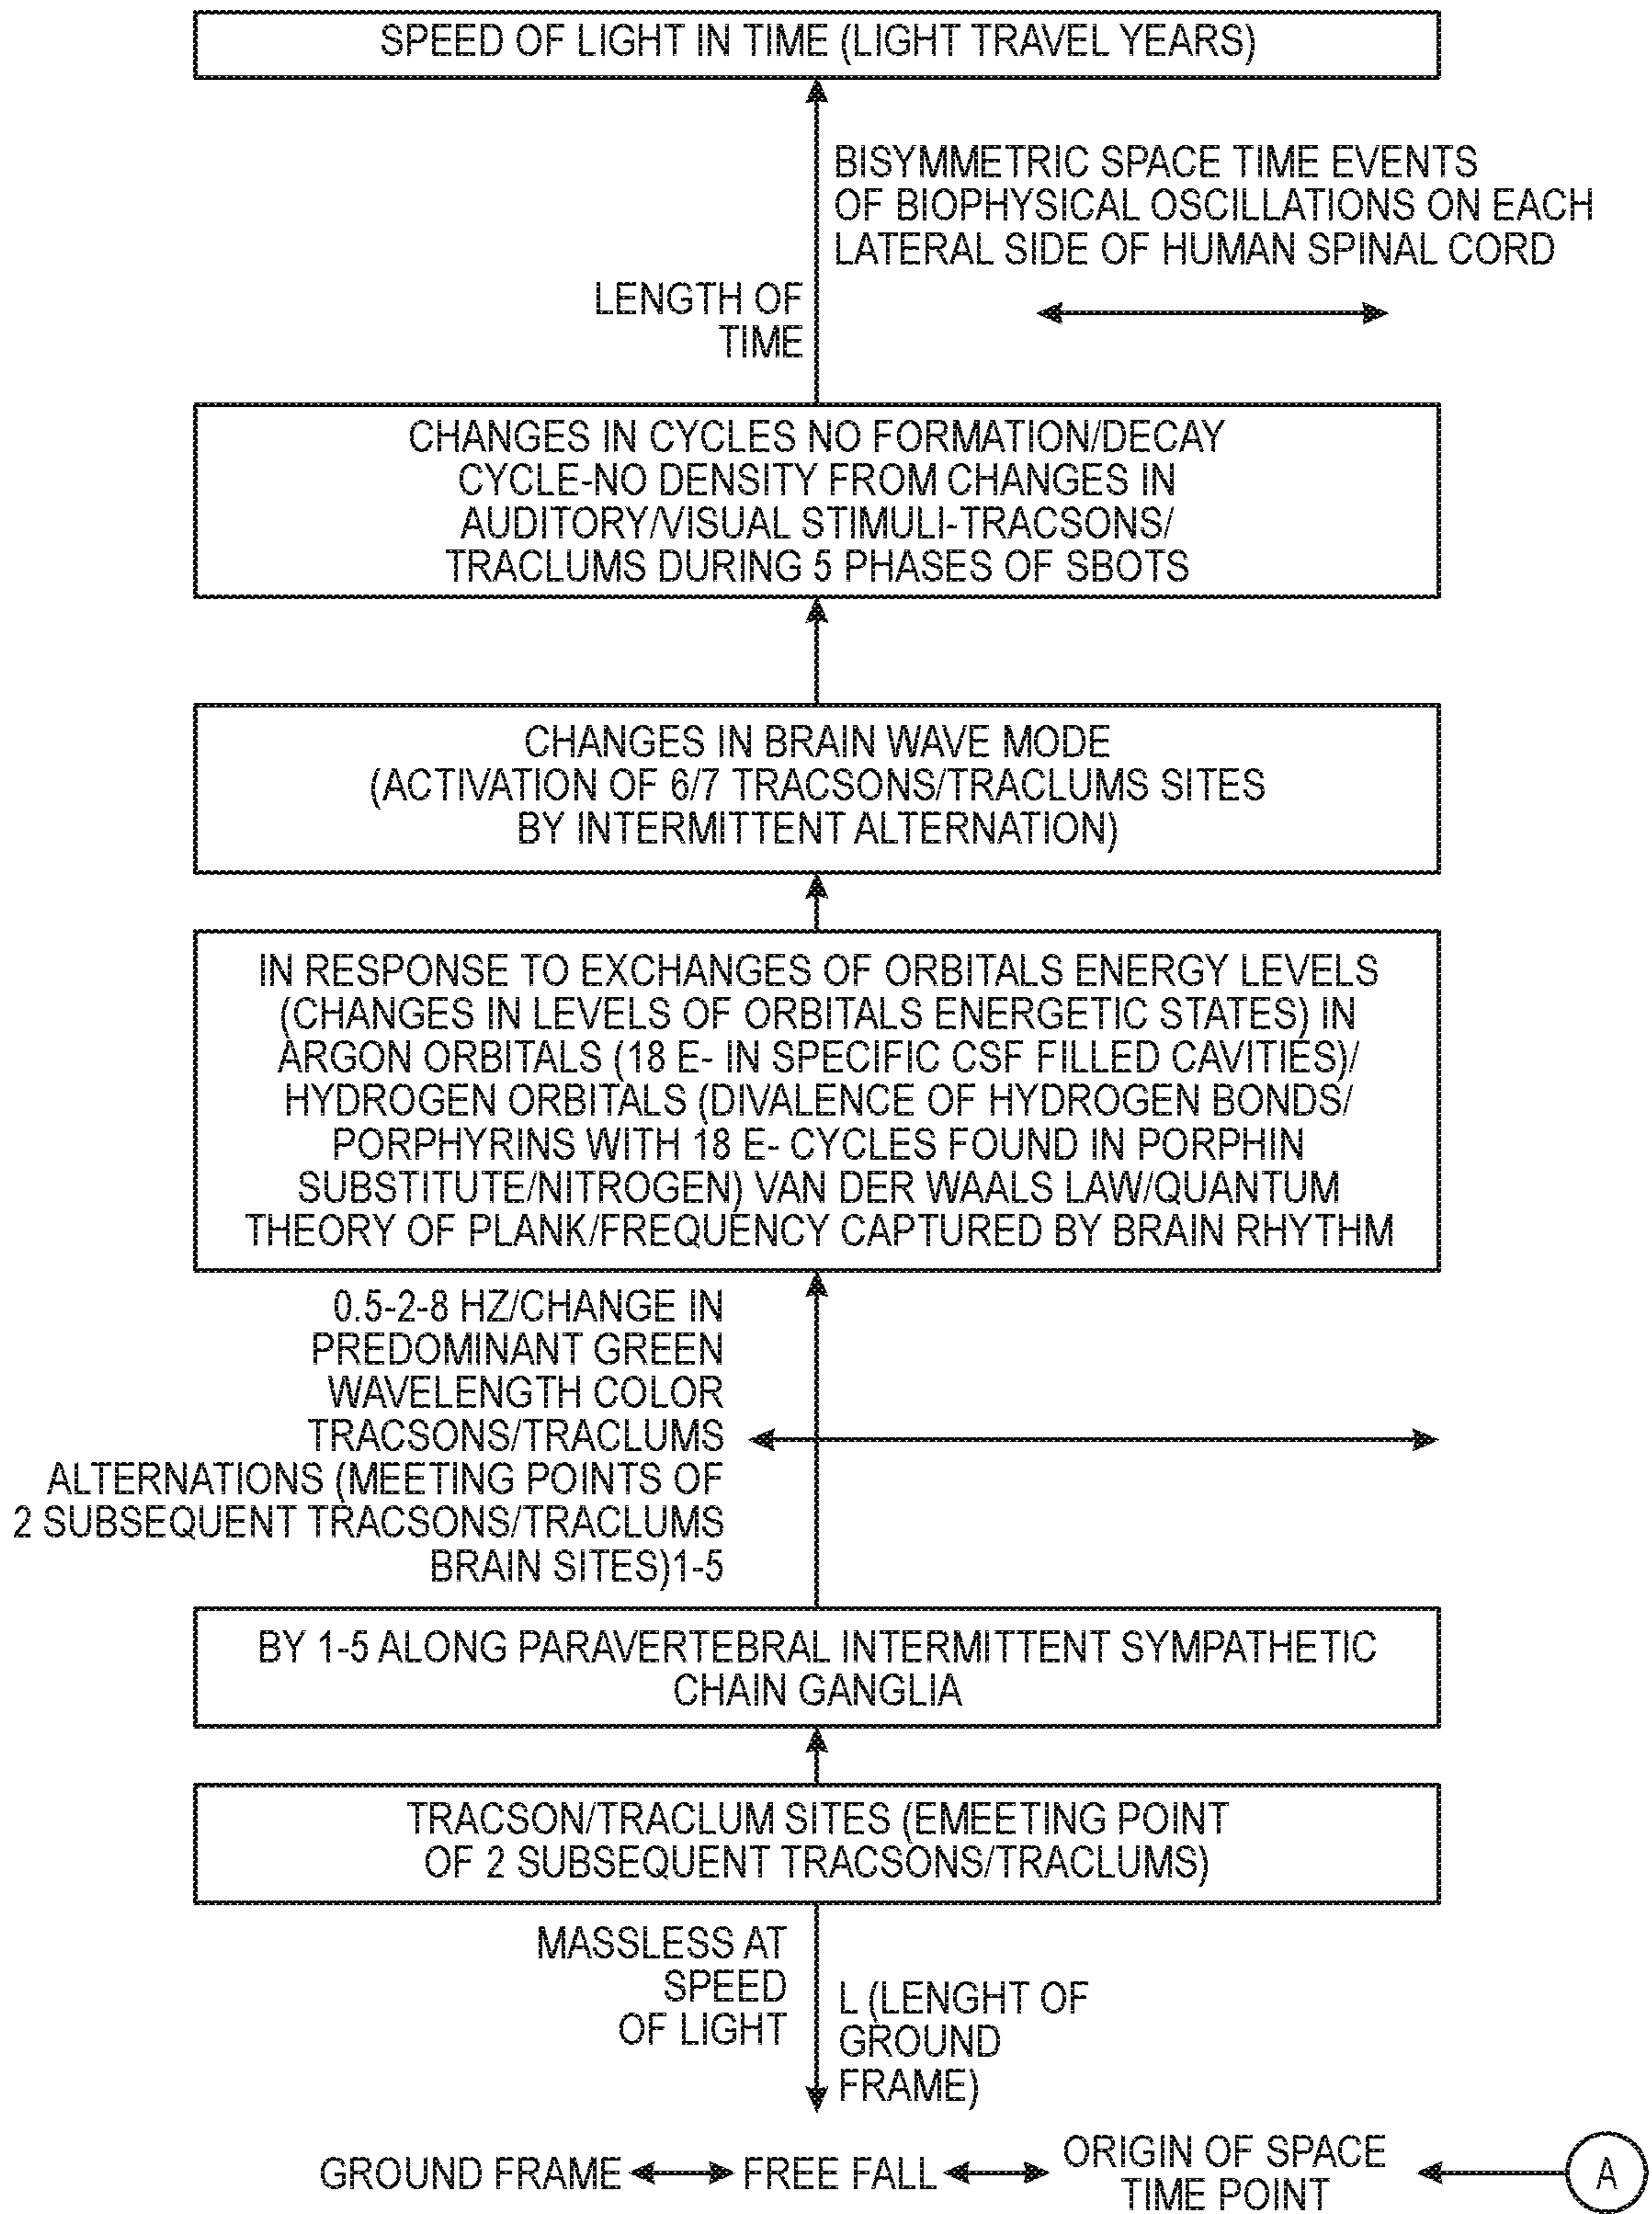 SPEED OF LIGHT IN TIME (LIGHT TRAVEL YEARS)
BISYMMETRIC SPACE TIME EVENTS
OF BIOPHYSICAL OSCILLATIONS ON EACH
LATERAL SIDE OF HUMAN SPINAL CORD
LENGTH OF
TIME
CHANGES IN CYCLES NO FORMATION/DECAY
CYCLE-NO DENSITY FROM CHANGES IN
AUDITORY/VISUAL STIMULI-TRACSONS/
TRACLUMS DURING 5 PHASES OF SBOTS
CHANGES IN BRAIN WAVE MODE
(ACTIVATION OF 6/7 TRACSONS/TRACLUMS SITES
BY INTERMITTENT ALTERNATION)
IN RESPONSE TO EXCHANGES OF ORBITALS ENERGY LEVELS
(CHANGES IN LEVELS OF ORBITALS ENERGETIC STATES) IN
ARGON ORBITALS (18 E- IN SPECIFIC CSF FILLED CAVITIES)/
HYDROGEN ORBITALS (DIVALENCE OF HYDROGEN BONDS/
PORPHYRINS WITH 18 E- CYCLES FOUND IN PORPHIN
SUBSTITUTE/NITROGEN) VAN DER WAALS LAW/QUANTUM
THEORY OF PLANK/FREQUENCY CAPTURED BY BRAIN RHYTHM
0.5-2-8 HZ/CHANGE IN
PREDOMINANT GREEN
WAVELENGTH COLOR
TRACSONS/TRACLUMS
ALTERNATIONS (MEETING POINTS OF
2 SUBSEQUENT TRACSONS/TRACLUMS
BRAIN SITES)1-5
BY 1-5 ALONG PARAVERTEBRAL INTERMITTENT SYMPATHETIC
CHAIN GANGLIA
TRACSON/TRACLUM SITES (EMEETING POINT
OF 2 SUBSEQUENT TRACSONS/TRACLUMS)
MASSLESS AT
SPEED
OF LIGHT
L (LENGHT OF
GROUND
FRAME)
GROUND FRAME FREE FALL ORIGIN OF SPACE
TIME POINT
A